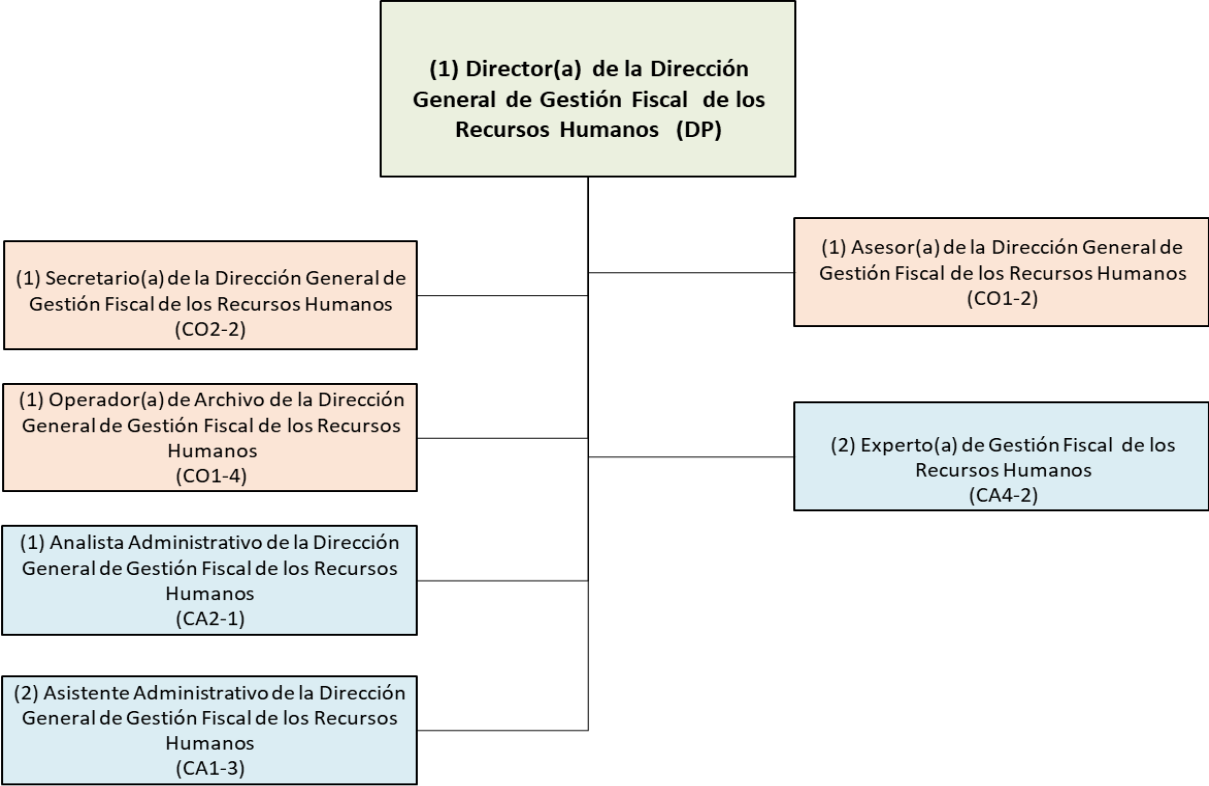 (1) Director(a) de la Dirección
General de Gestión Fiscal de los
Recursos Humanos (DP)
(1) Secretario(a) de la Dirección General de
Gestión Fiscal de los Recursos Humanos
(CO2-2)
(1) Asesor(a) de la Dirección General de
Gestión Fiscal de los Recursos Humanos
(CO1-2)
(1) Operador(a) de Archivo de la Dirección
General de Gestión Fiscal de los Recursos
Humanos
(CO1-4)
(2) Experto(a) de Gestión Fiscal de los
Recursos Humanos
(CA4-2)
(1) Analista Administrativo de la Dirección
General de Gestión Fiscal de los Recursos
Humanos
(CA2-1)
(2) Asistente Administrativo de la Dirección
General de Gestión Fiscal de los Recursos
Humanos
(CA1-3)